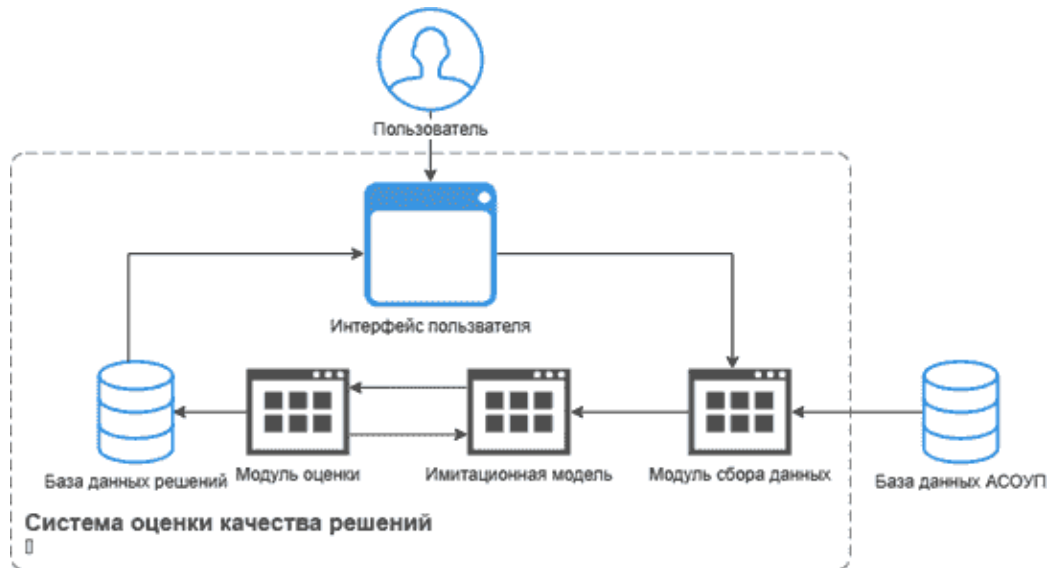 Пользователь
Интерфейс пользвателя
База данных решений
Модуль оценки
Имитационная модель
Модуль сбора данных
База данных АСОУП
Система оценки качества решений